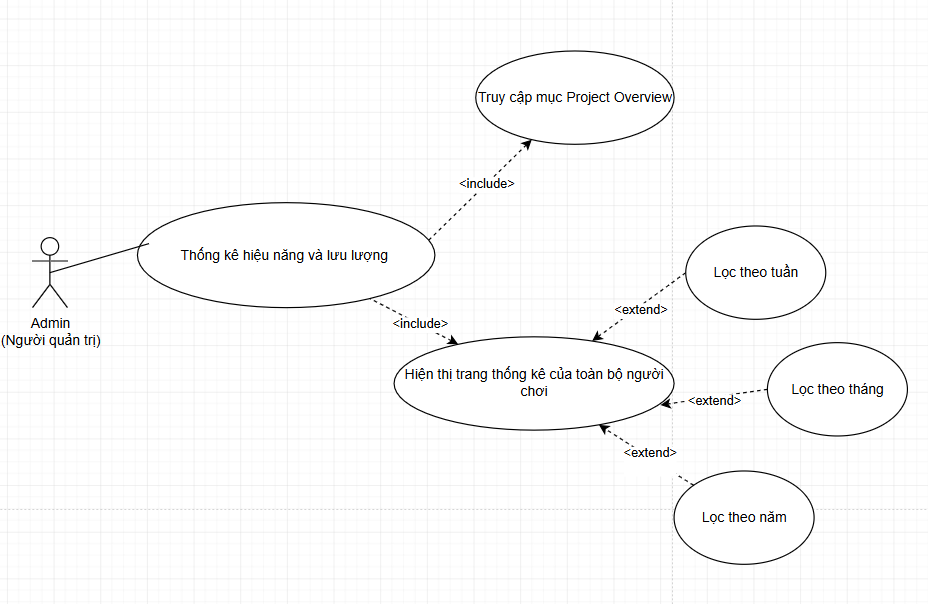 Truy cập mục Project Overview
<include>
Thống kê hiệu năng và lưu lượng
Admin
(Người quản trị)
<include>
Hiện thị trang thống kê của toàn bộ người
chơi
Lọc theo tuần
<extend>
Lọc theo tháng
<extend>
<extend>
Lọc theo năm